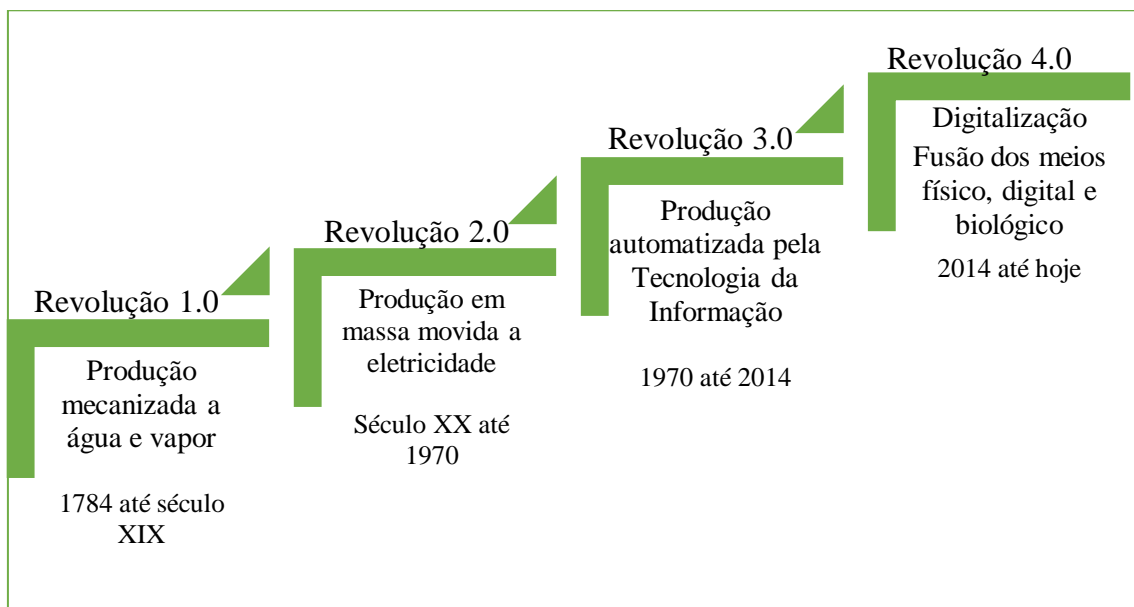 Revolução 1.0
Produção
mecanizada a
água e vapor
1784 até século
XIX
Revolução 2.0
Produção em
massa movida a
eletricidade
Século XX até
1970
Revolução 3.0
Produção
automatizada pela
Tecnologia da
Informação
1970 até 2014
Revolução 4.0
Digitalização
Fusão dos meios
físico, digital e
biológico
2014 até hoje